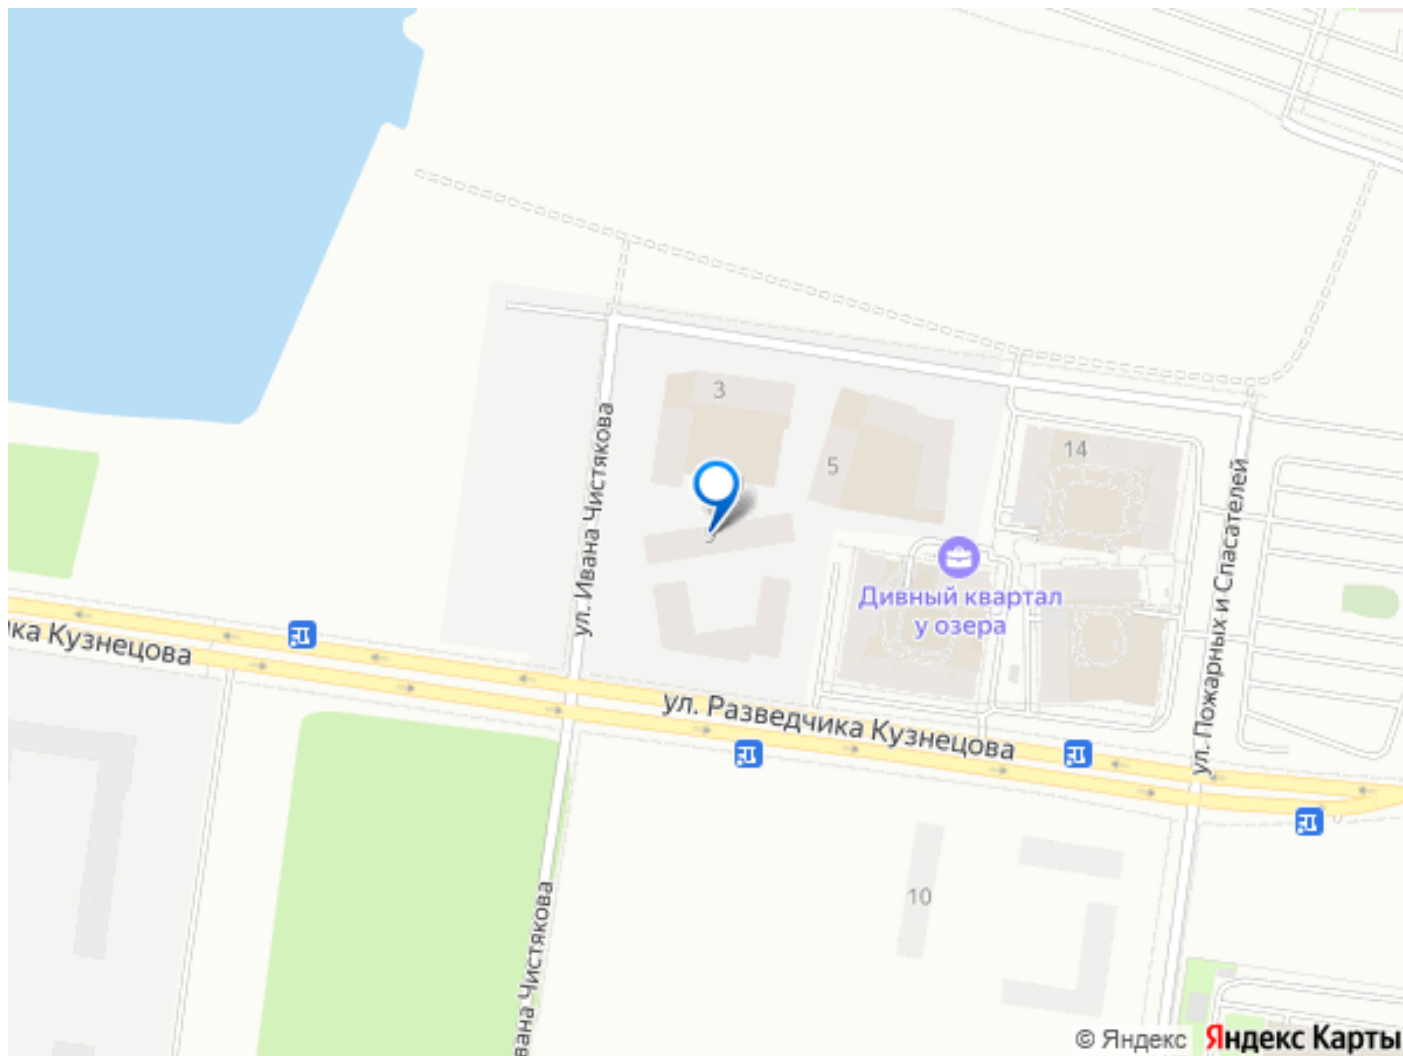 3
14
5
ул. Ивана Чистякова
ул. Пожарных и Спасателей
Дивный квартал
у озера
ка Кузнецова
ул. Разведчика Кузнецова
10
вана Чистякова
© Яндекс Яндекс Карты